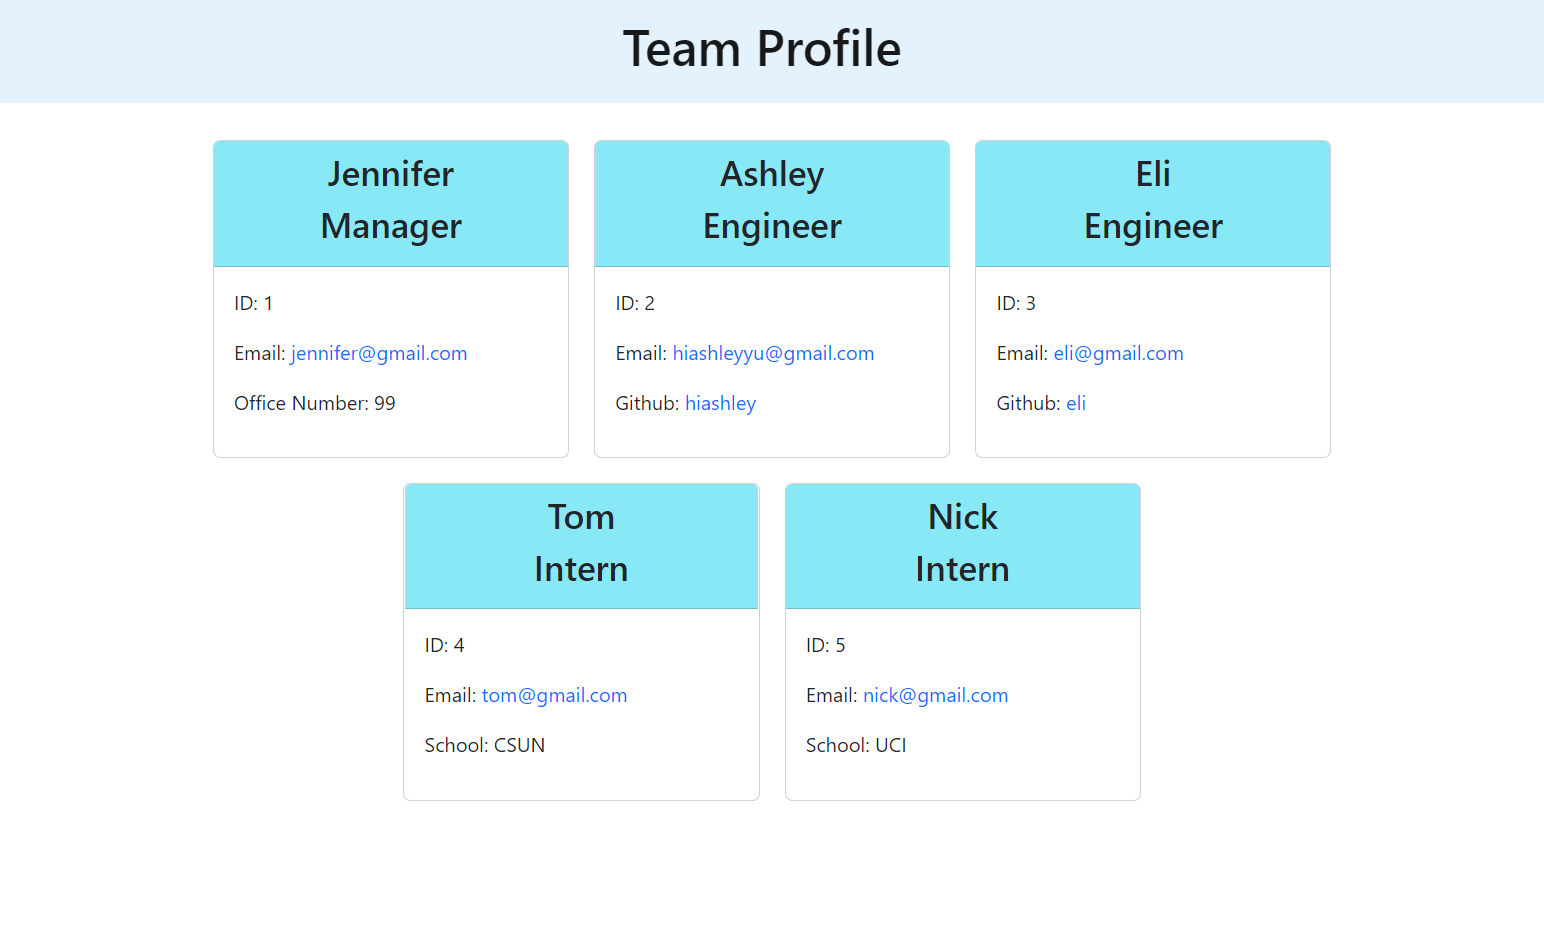 Team Profile
Jennifer
Manager
ID: 1
Email: jennifer@gmail.com
Office Number: 99
Ashley
Engineer
ID: 2
Email: hiashleyyu@gmail.com
Github: hiashley
Eli
Engineer
ID: 3
Email: eli@gmail.com
Github: eli
Tom
Intern
ID: 4
Email: tom@gmail.com
School: CSUN
Nick
Intern
ID: 5
Email: nick@gmail.com
School: UCI